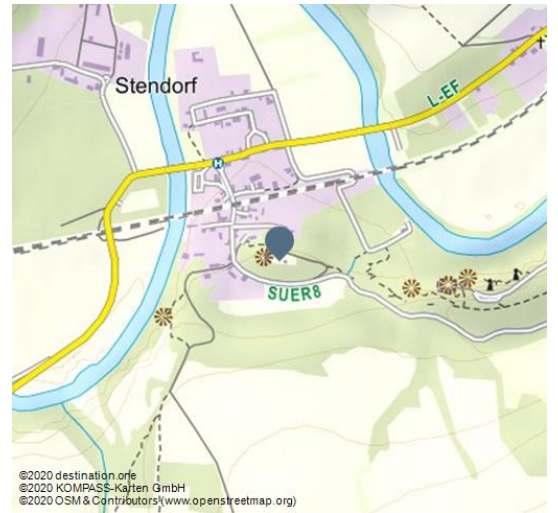 L-EF
Stendorf
H
SUER8
©2020 destination.one
©2020 KOMPASS-Karten GmbH
©2020 OSM & Contributors (www.openstreetmap.org)